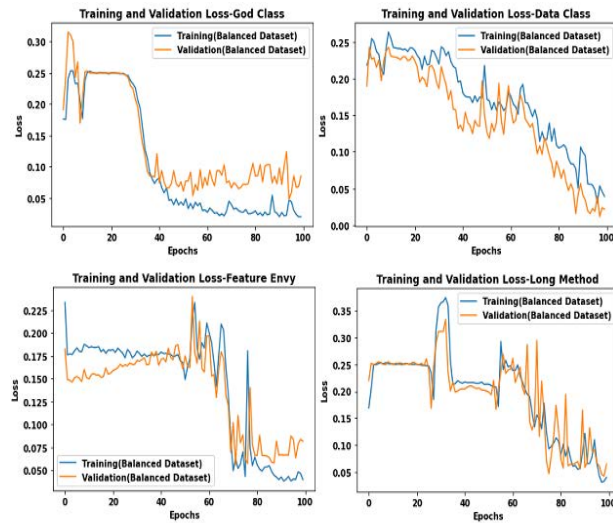 Training and Validation Loss-God Class
Training(Balanced Dataset)
Validation(Balanced Dataset)
0.30
0.25
0.20
0.15
0.10
0.05
Loss
0 20 40 60 80 100
Epochs
Training and Validation Loss-Data Class
Training(Balanced Dataset)
Validation(Balanced Dataset)
0.25
0.20
0.15
0.10
0.05
0.00
Loss
0 20 40 60 80 100
Epochs
Training and Validation Loss-Feature Envy
0.225
0.200
0.175
0.150
0.125
0.100
0.075
0.050
Loss
Training(Balanced Dataset)
Validation(Balanced Dataset)
0 20 40 60 80 100
Epochs
Training and Validation Loss-Long Method
Training(Balanced Dataset)
Validation(Balanced Dataset)
0.35
0.30
0.25
0.20
0.15
0.10
0.05
Loss
0 20 40 60 80 100
Epochs